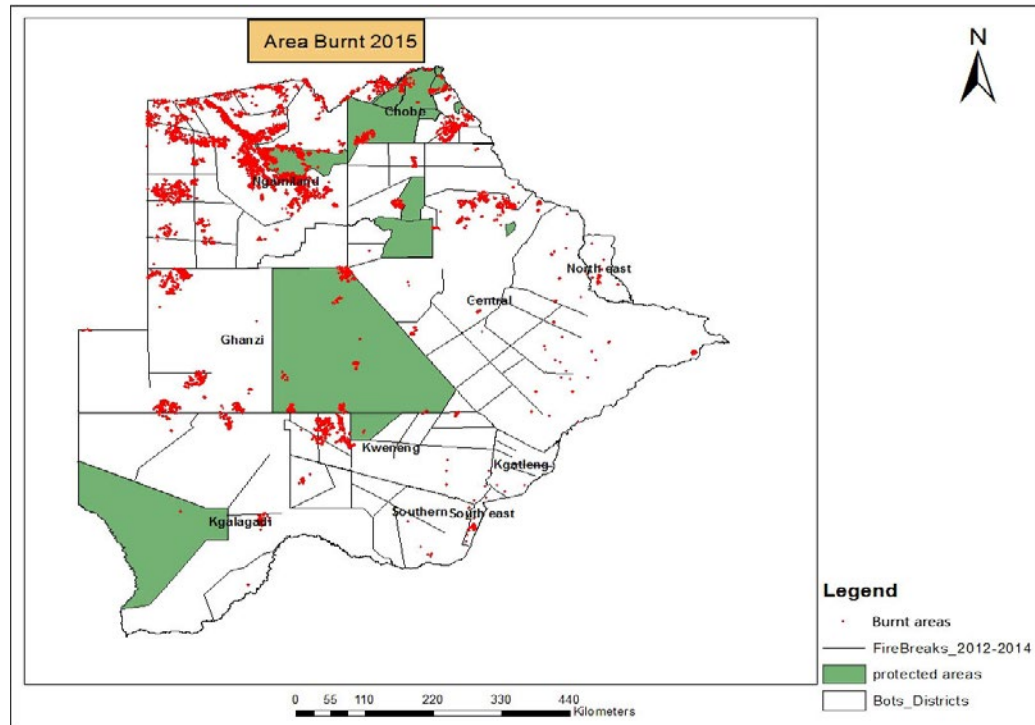 Area Burnt 2015
N
Chobe
Ngamiland
North east
Central
Ghanzi
Kweneng
Kgatleng
Southern
South east
Kgalagadi
Legend
Burnt areas
FireBreaks_2012-2014
protected areas
Bots_Districts
0 55 110 220 330 440
Kilometers